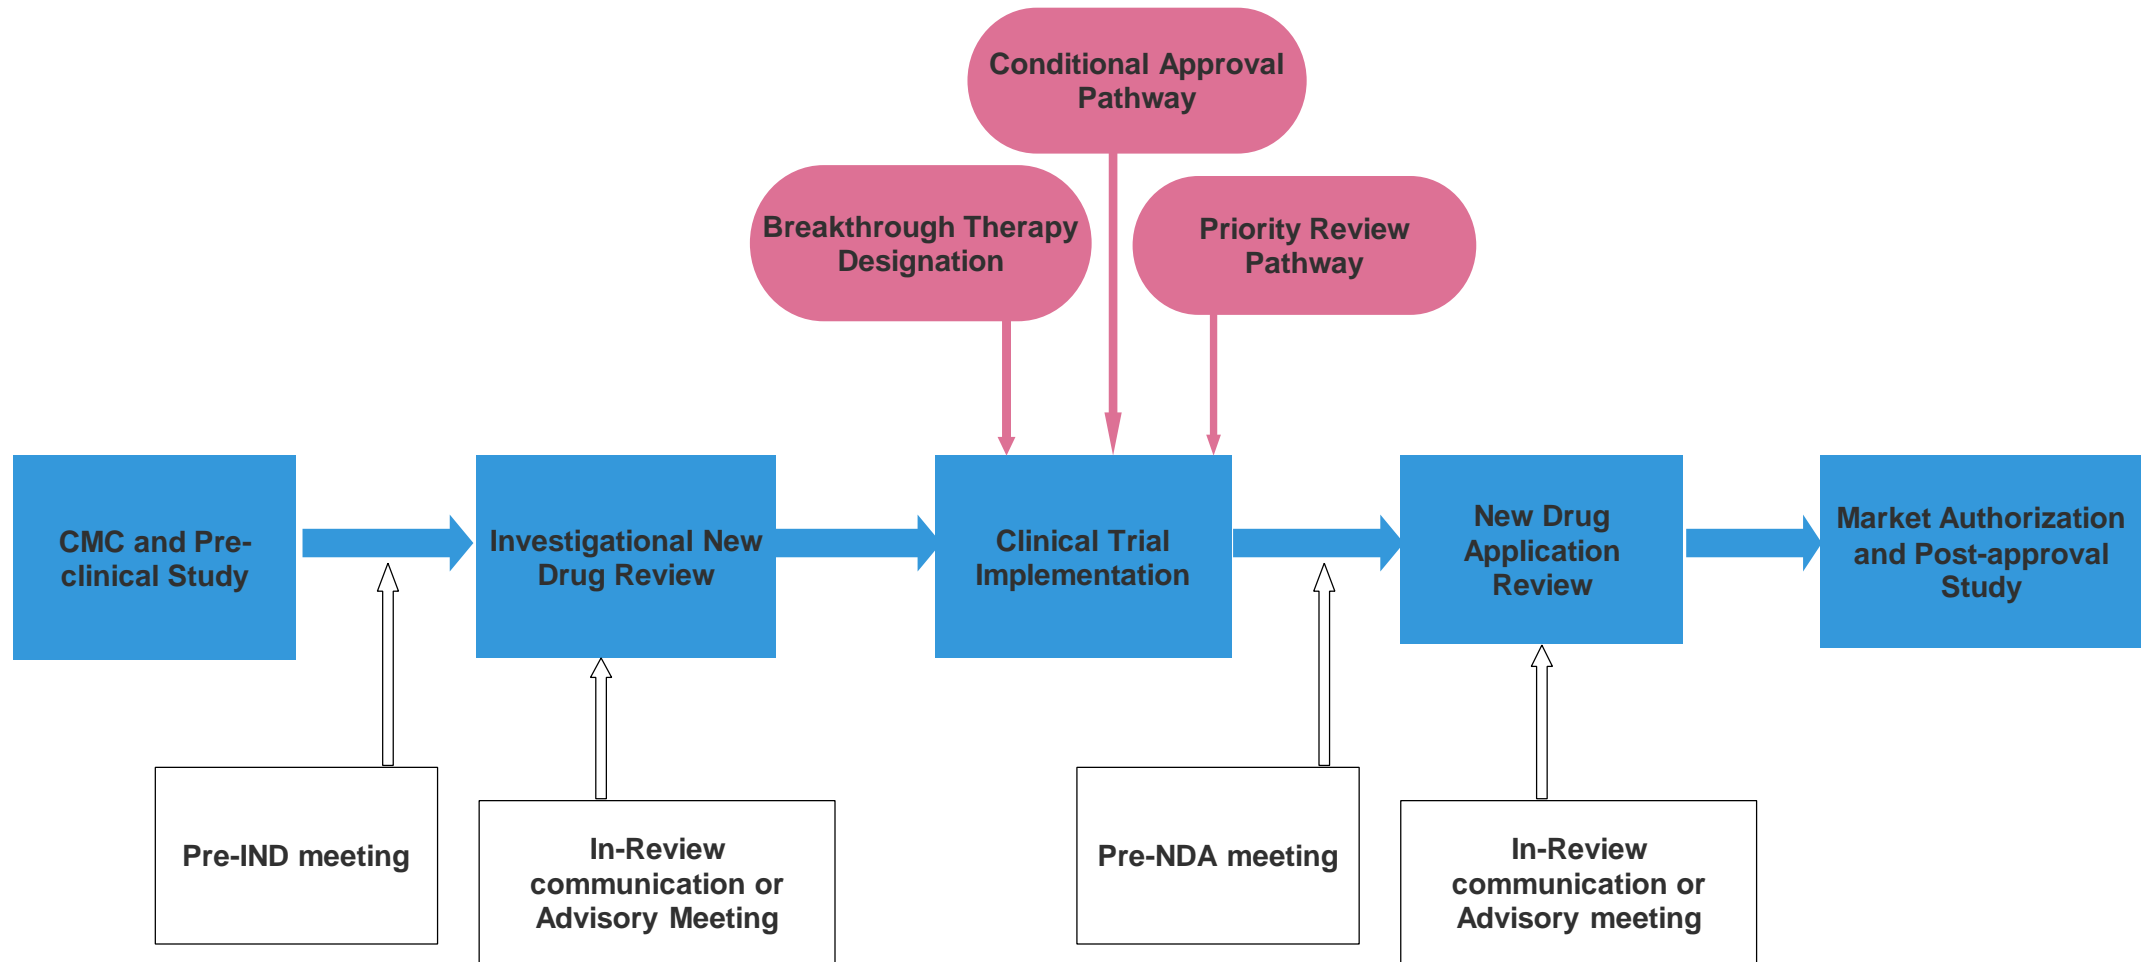 Conditional Approval
Pathway
Breakthrough Therapy
Designation
Priority Review
Pathway
CMC and Pre-
clinical Study
Investigational New
Drug Review
Clinical Trial
Implementation
New Drug
Application
Review
Market Authorization
and Post-approval
Study
Pre-IND meeting
In-Review
communication or
Advisory Meeting
Pre-NDA meeting
In-Review
communication or
Advisory meeting